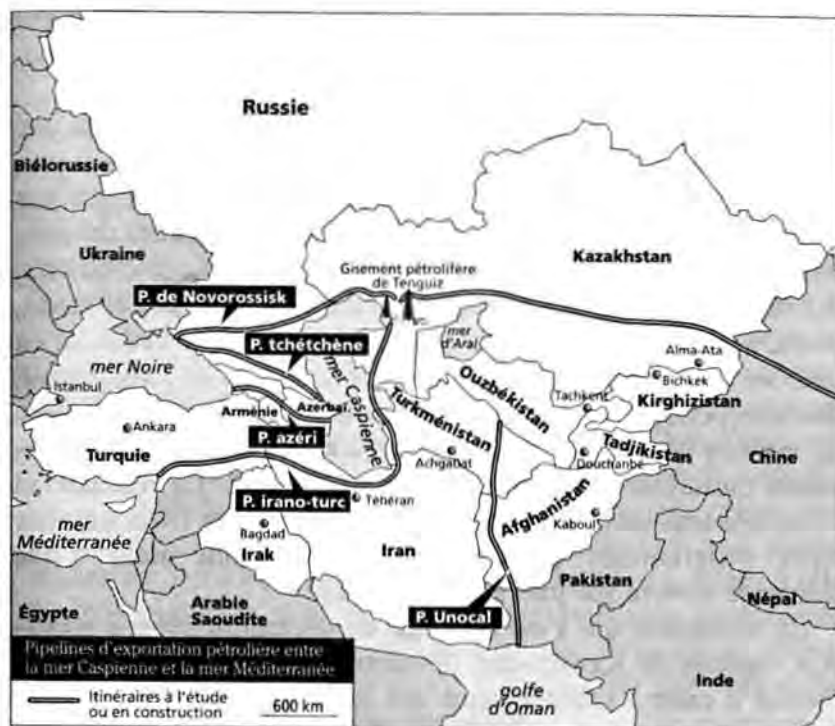 Russie
Biélorussie
Ukraine
Kazakhstan
Gisement pétrolifère
de Tenguiz
P. de Novorossisk
P. tchétchène
mer
d'Aral
mer Noire
mer Caspienne
Alma-Ata
Bichkek
Istanbul
Ouzbékistan
Tachkent
Kirghizistan
Arménie
Azerbaï.
Turkménistan
Ankara
P. azéri
Turquie
Achgabat
Douchanbé
Tadjikistan
Chine
P. irano-turc
Téhéran
Afghanistan
Kaboul
mer
Méditerranée
Bagdad
Irak
Iran
Pakistan
Népal
Égypte
Arabie
Saoudite
P. Unocal
Pipelines d'exportation pétrolière entre
la mer Caspienne et la mer Méditerranée
Itinéraires à l'étude
ou en construction
600 km
golfe
d'Oman
Inde